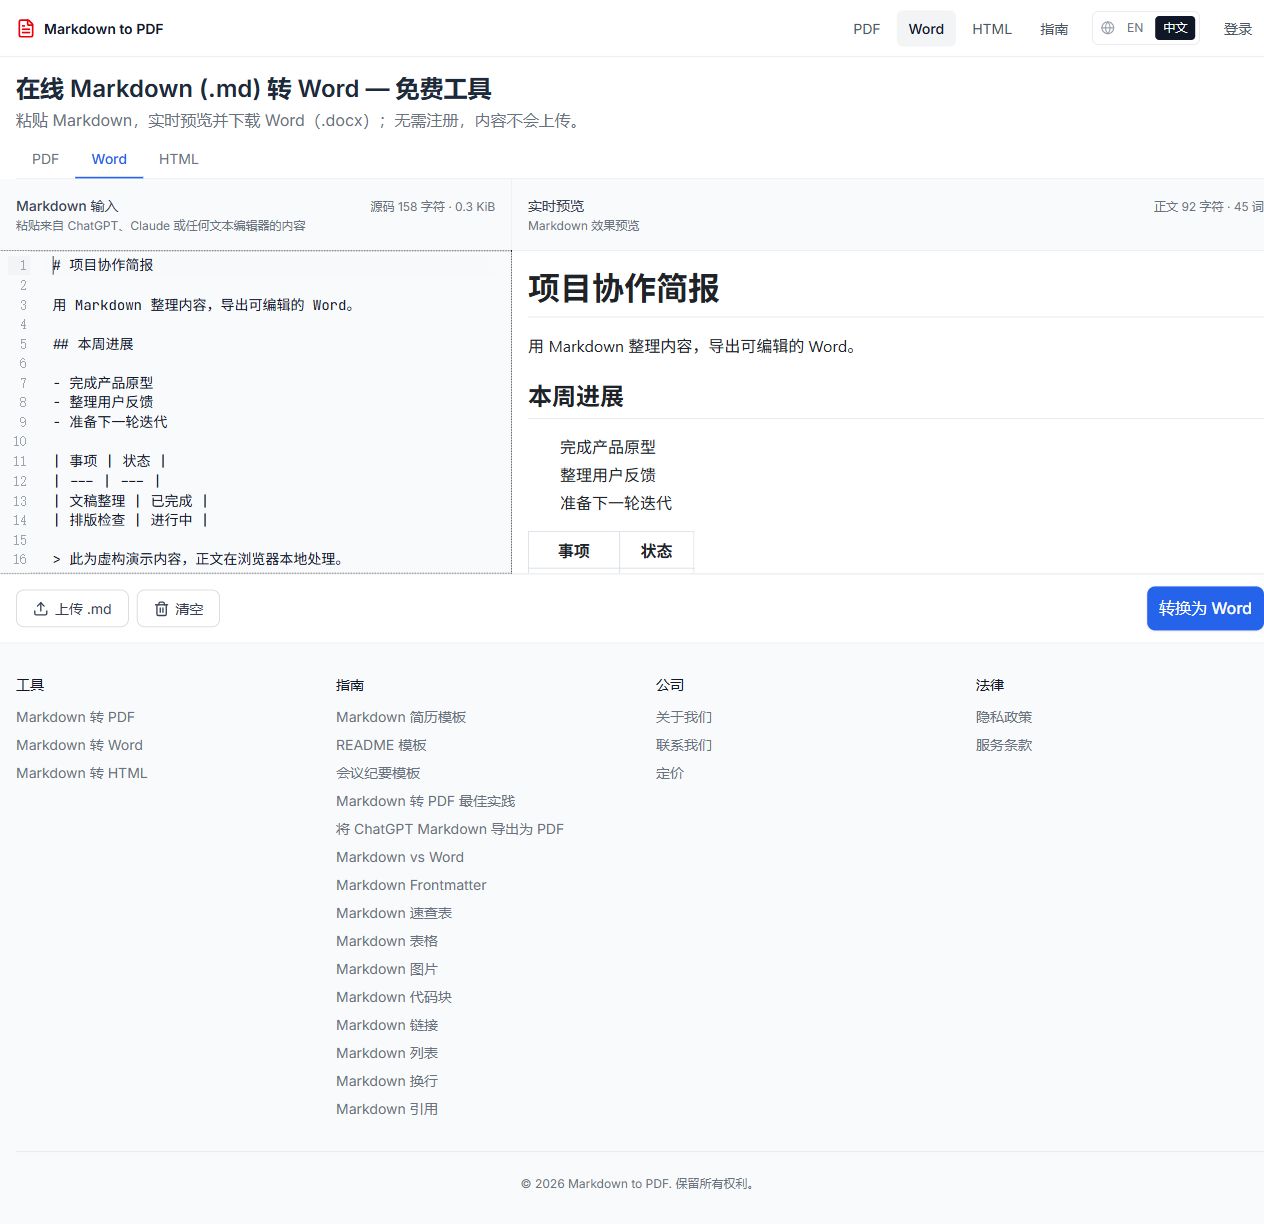 Markdown to PDF
PDF Word HTML 指南 EN 中文 登录
在线 Markdown (.md) 转 Word — 免费工具
粘贴 Markdown，实时预览并下载 Word（.docx）；无需注册，内容不会上传。
PDF Word HTML
Markdown 输入
源码 158 字符 · 0.3 KiB
粘贴来自 ChatGPT、Claude 或任何文本编辑器的内容
1 # 项目协作简报
2
3 用 Markdown 整理内容，导出可编辑的 Word。
4
5 ## 本周进展
6
7 - 完成产品原型
8 - 整理用户反馈
9 - 准备下一轮迭代
10
11 | 事项 | 状态 |
12 | --- | --- |
13 | 文稿整理 | 已完成 |
14 | 排版检查 | 进行中 |
15
16 > 此为虚构演示内容，正文在浏览器本地处理。
实时预览
正文 92 字符 · 45 词
Markdown 效果预览
项目协作简报
用 Markdown 整理内容，导出可编辑的 Word。
本周进展
完成产品原型
整理用户反馈
准备下一轮迭代
事项 状态
上传 .md 清空
转换为 Word
工具
Markdown 转 PDF
Markdown 转 Word
Markdown 转 HTML
指南
Markdown 简历模板
README 模板
会议纪要模板
Markdown 转 PDF 最佳实践
将 ChatGPT Markdown 导出为 PDF
Markdown vs Word
Markdown Frontmatter
Markdown 速查表
Markdown 表格
Markdown 图片
Markdown 代码块
Markdown 链接
Markdown 列表
Markdown 换行
Markdown 引用
公司
关于我们
联系我们
定价
法律
隐私政策
服务条款
© 2026 Markdown to PDF. 保留所有权利。